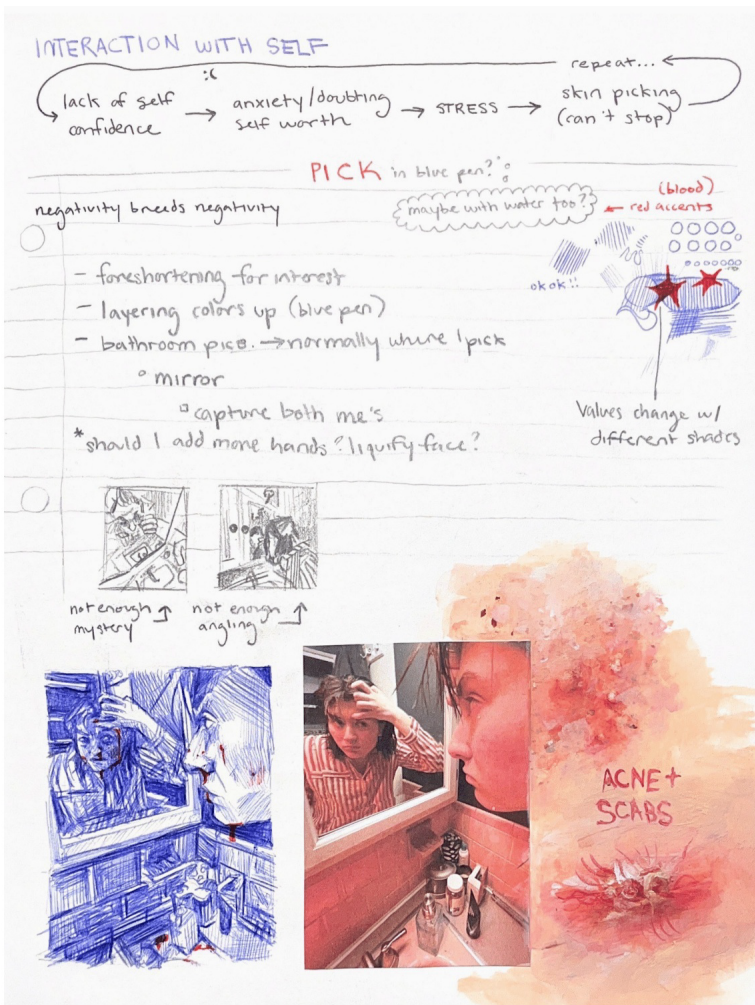 INTERACTION WITH SELF
:(
repeat...
lack of self
confidence
→ anxiety/doubting
self worth
→ STRESS →
skin picking
(can't stop)
PICK in blue pen?
negativity breeds negativity
maybe with water too?
(blood)
← red accents
okok!!
- foreshortening for interest
- layering colors up (blue pen)
- bathroom pics. → normally where I pick
◦ mirror
▫ capture both me's
*should I add more hands? liquify face?
Values change w/
different shades
not enough
mystery
not enough
angling
ACNE +
SCABS